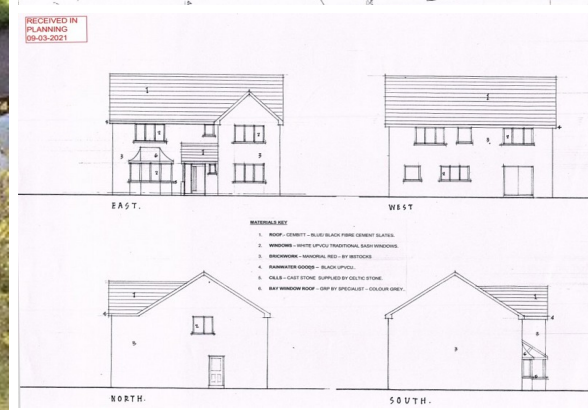 RECEIVED IN
PLANNING
09-03-2021
EAST.
WEST
MATERIALS KEY
1. ROOF – CEMBITT – BLUE/ BLACK FIBRE CEMENT SLATES.
2. WINDOWS – WHITE UPVCU TRADITIONAL SASH WINDOWS.
3. BRICKWORK – MANORIAL RED – BY IBSTOCKS
4. RAINWATER GOODS – BLACK UPVCU.
5. CILLS – CAST STONE SUPPLIED BY CELTIC STONE.
6. BAY WINDOW ROOF – GRP BY SPECIALIST – COLOUR GREY.
NORTH.
SOUTH.